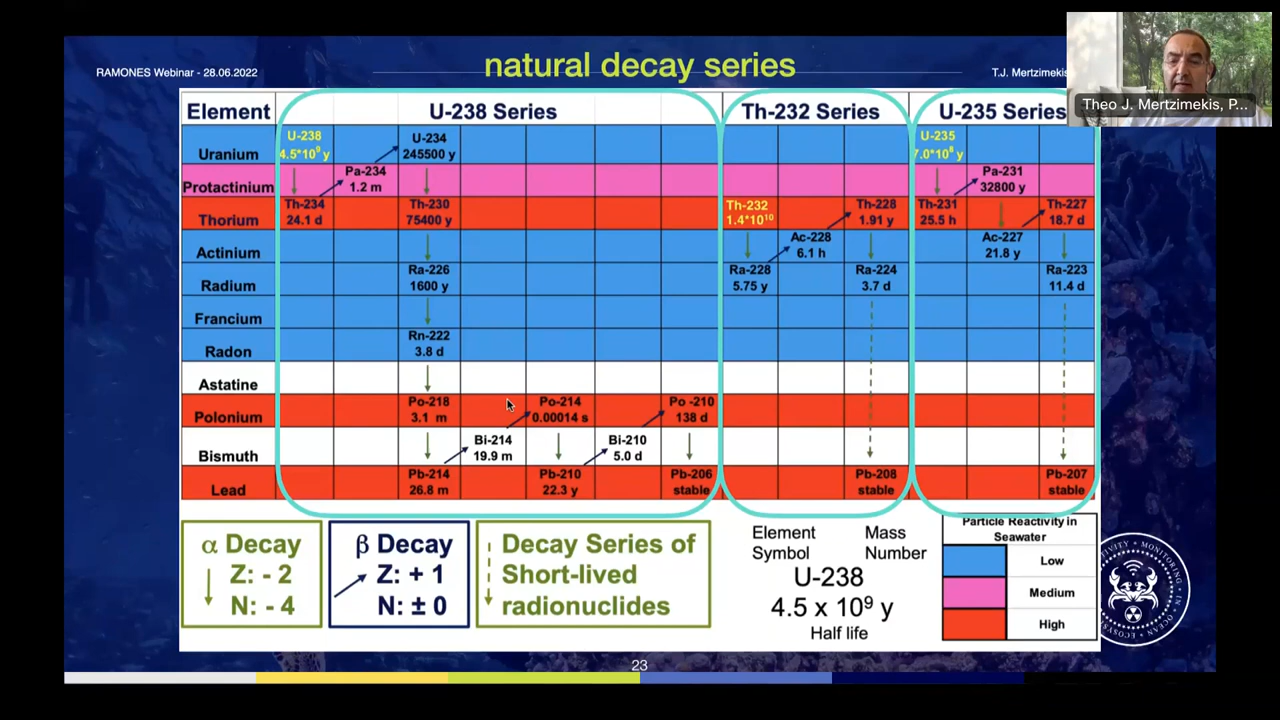 RAMONES Webinar - 28.06.2022
natural decay series
T.J. Mertzimekis
Theo J. Mertzimekis, P...
Element
U-238 Series
Th-232 Series
U-235 Series
Uranium
U-238
4.5*10⁹ y
U-234
245500 y
U-235
7.0*10⁸ y
Protactinium
Pa-234
1.2 m
Pa-231
32800 y
Thorium
Th-234
24.1 d
Th-230
75400 y
Th-232
1.4*10¹⁰
Th-228
1.91 y
Th-231
25.5 h
Th-227
18.7 d
Actinium
Ac-228
6.1 h
Ac-227
21.8 y
Radium
Ra-226
1600 y
Ra-228
5.75 y
Ra-224
3.7 d
Ra-223
11.4 d
Francium
Radon
Rn-222
3.8 d
Astatine
Polonium
Po-218
3.1 m
Po-214
0.00014 s
Po -210
138 d
Bismuth
Bi-214
19.9 m
Bi-210
5.0 d
Lead
Pb-214
26.8 m
Pb-210
22.3 y
Pb-206
stable
Pb-208
stable
Pb-207
stable
α Decay
Z: - 2
N: - 4
β Decay
Z: + 1
N: ± 0
Decay Series of
Short-lived
radionuclides
Element
Symbol
Mass
Number
U-238
4.5 x 10⁹ y
Half life
Particle Reactivity in
Seawater
Low
Medium
High
MONITORING IN OCEAN
23